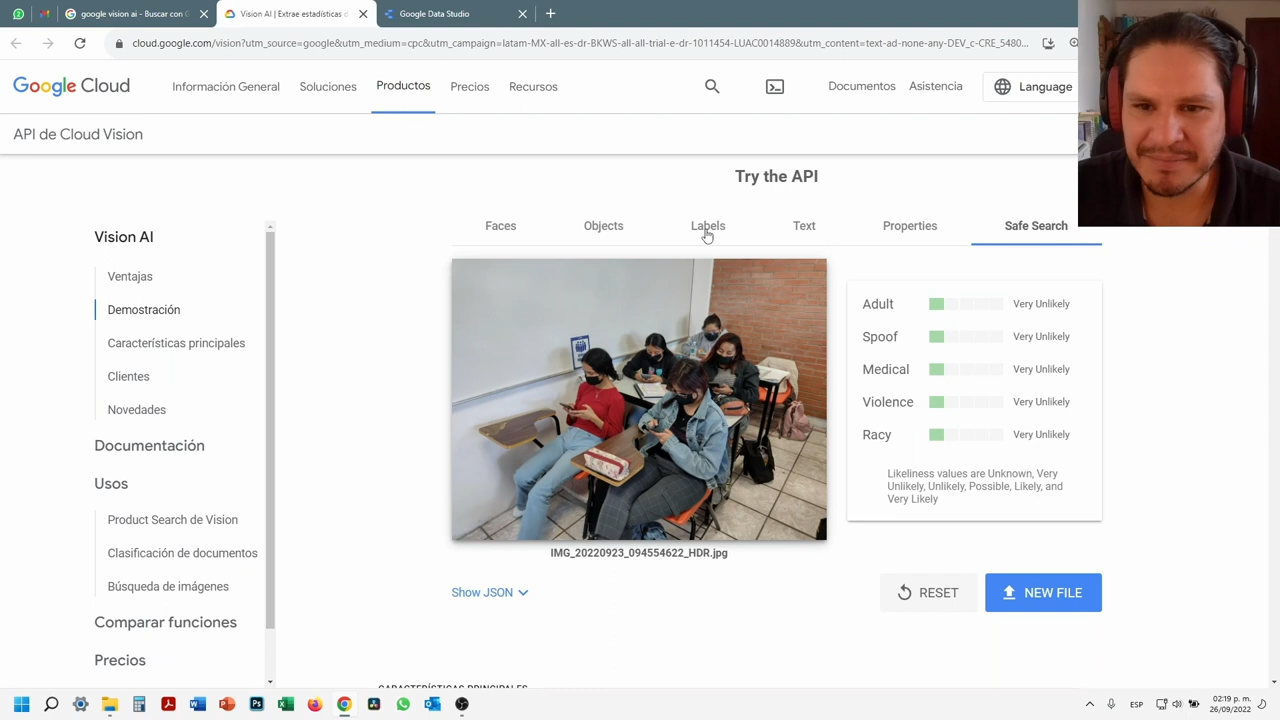 google vision ai - Buscar con G
Vision AI | Extrae estadísticas d
Google Data Studio
cloud.google.com/vision?utm_source=google&utm_medium=cpc&utm_campaign=latam-MX-all-es-dr-BKWS-all-all-trial-e-dr-1011454-LUAC0014889&utm_content=text-ad-none-any-DEV_c-CRE_5480...
Google Cloud
Información General
Soluciones
Productos
Precios
Recursos
Documentos
Asistencia
Language
API de Cloud Vision
Try the API
Faces
Objects
Labels
Text
Properties
Safe Search
Vision AI
Ventajas
Demostración
Características principales
Clientes
Novedades
Documentación
Usos
Product Search de Vision
Clasificación de documentos
Búsqueda de imágenes
Comparar funciones
Precios
Adult Very Unlikely
Spoof Very Unlikely
Medical Very Unlikely
Violence Very Unlikely
Racy Very Unlikely
Likeliness values are Unknown, Very
Unlikely, Unlikely, Possible, Likely, and
Very Likely
IMG_20220923_094554622_HDR.jpg
Show JSON
RESET
NEW FILE
CARACTERÍSTICAS PRINCIPALES
ESP
02:19 p. m.
26/09/2022